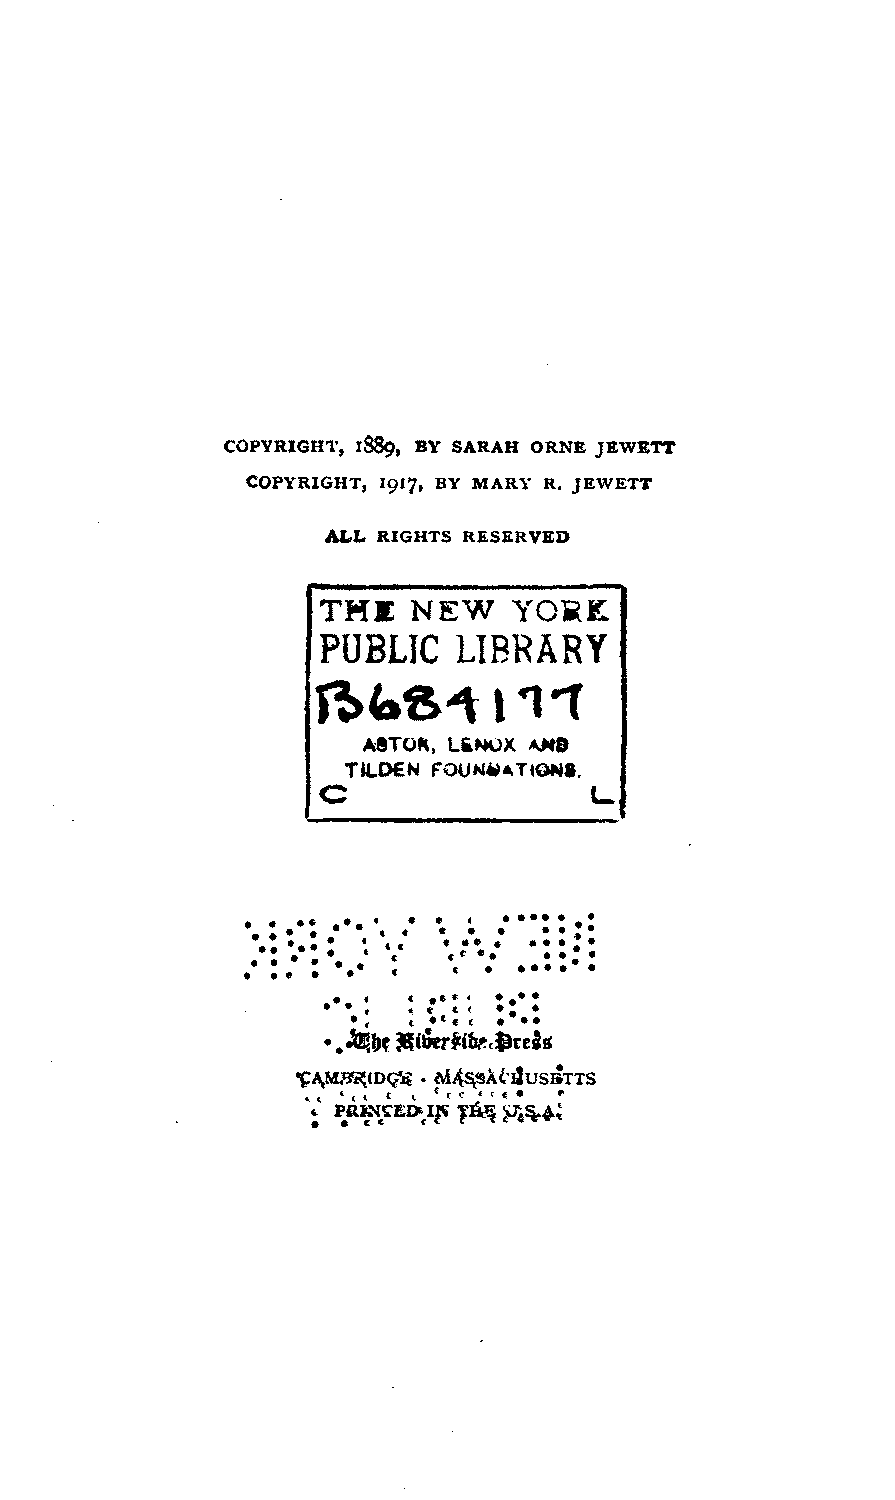 COPYRIGHT, 1889, BY SARAH ORNE JEWETT
COPYRIGHT, 1917, BY MARY R. JEWETT
ALL RIGHTS RESERVED
THE NEW YORK
PUBLIC LIBRARY
B684177
ASTOR, LENOX AND
TILDEN FOUNDATIONS.
C L
NEW YORK
PUBLIC
The Riverside Press
CAMBRIDGE · MASSACHUSETTS
PRINTED IN THE U.S.A.